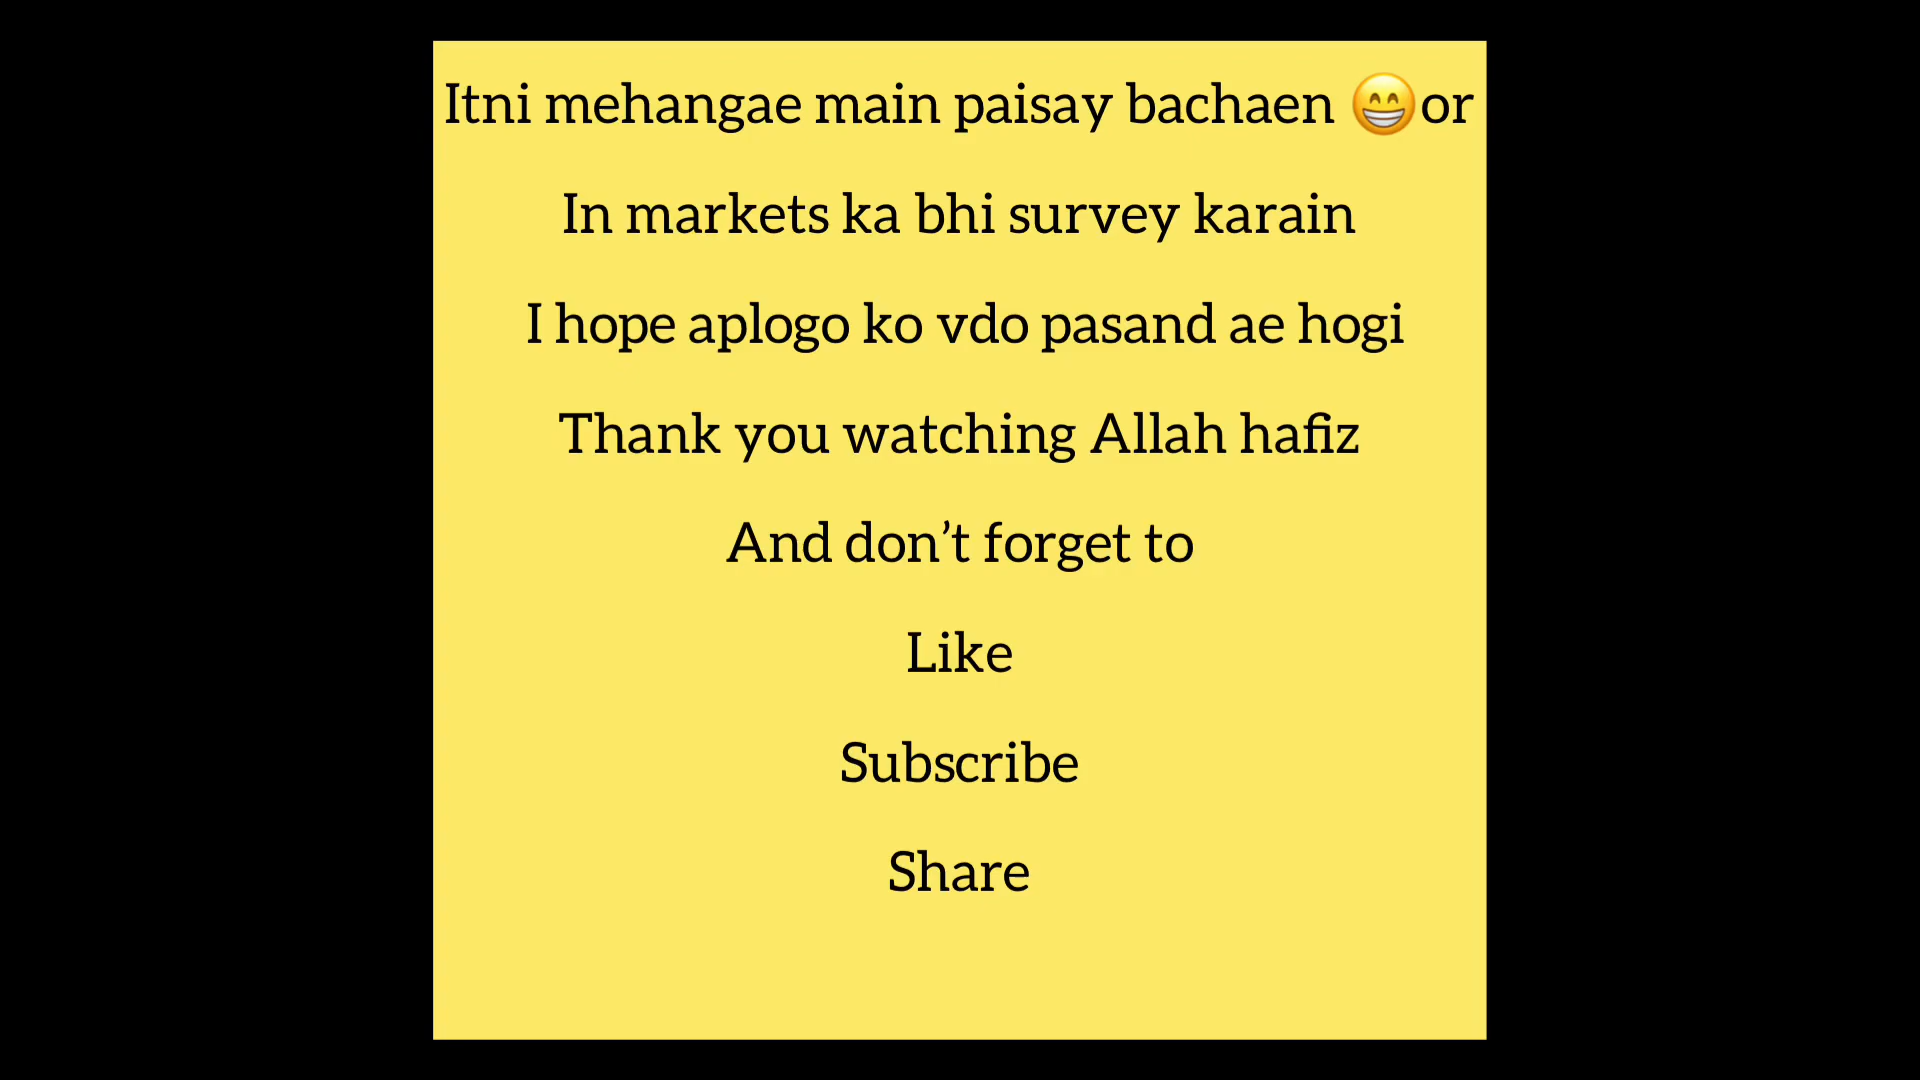 Itni mehangae main paisay bachaen 😁or
In markets ka bhi survey karain
I hope aplogo ko vdo pasand ae hogi
Thank you watching Allah hafiz
And don’t forget to
Like
Subscribe
Share